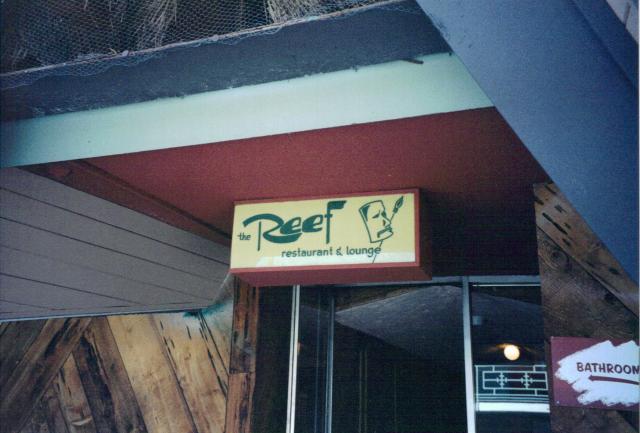 the Reef
restaurant & lounge
BATHROOM